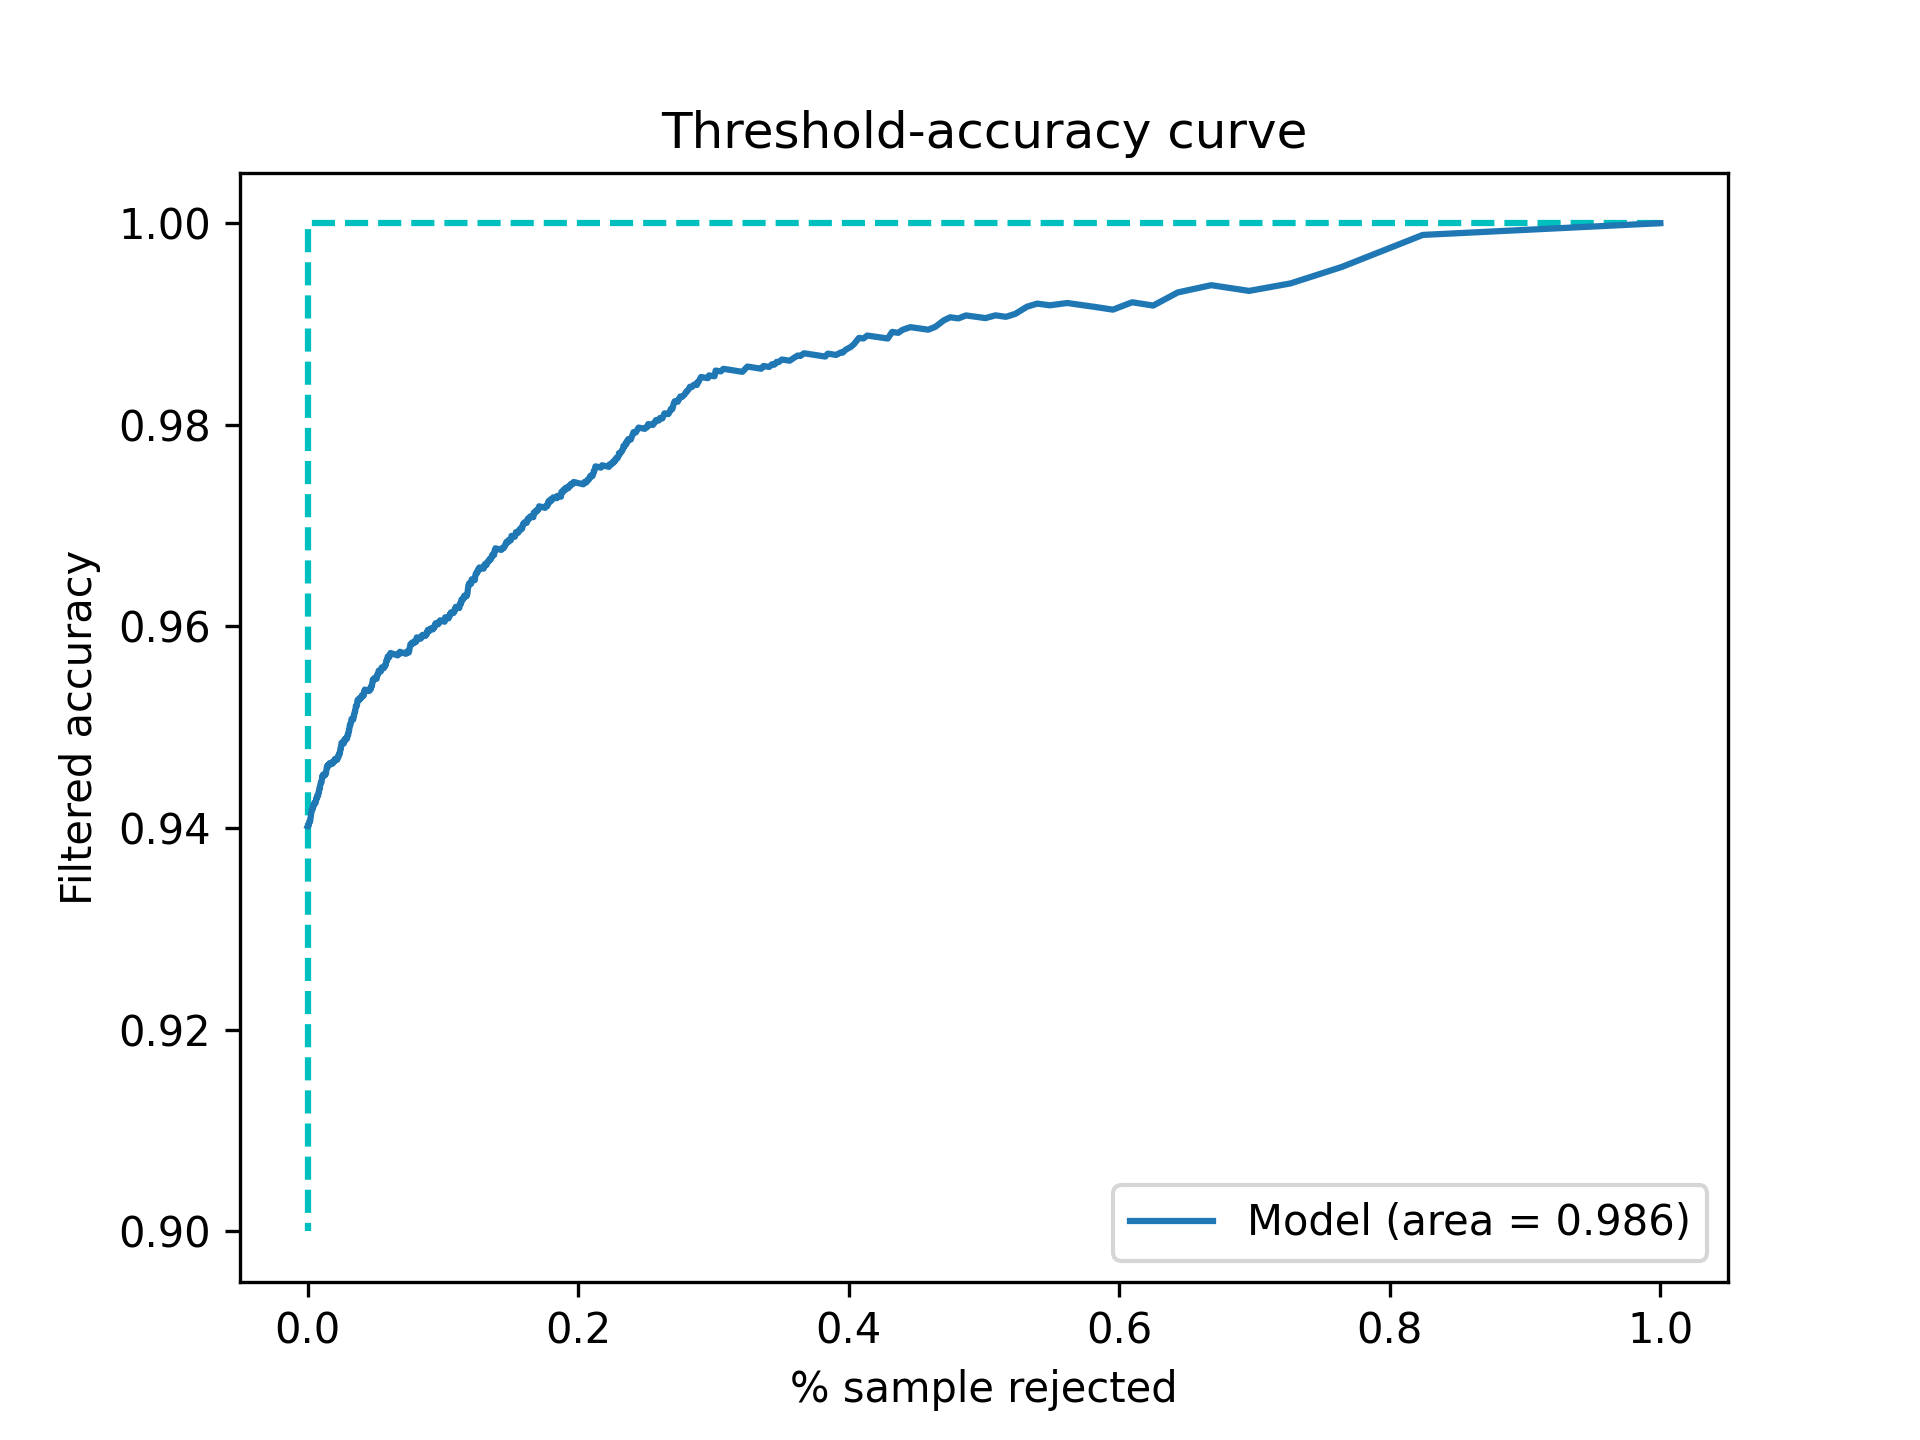 Threshold-accuracy curve
1.00
0.98
0.96
0.94
0.92
0.90
Filtered accuracy
Model (area = 0.986)
0.0 0.2 0.4 0.6 0.8 1.0
% sample rejected